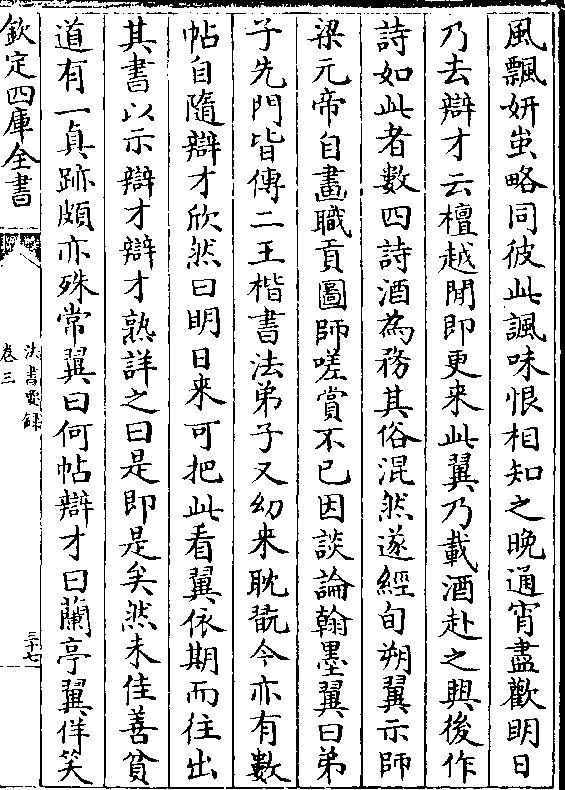 風飄妍蚩略同彼此諷味恨相知之晚通宵盡歡明日
乃去辯才云檀越閒即更来此翼乃載酒赴之興後作
詩如此者數四詩酒為務其俗混然遂經旬朔翼示師
梁元帝自畫職貢圖師嗟賞不已因談論翰墨翼曰弟
子先門皆傳二王楷書法弟子又幼来耽翫今亦有數
帖自隨辯才欣然曰明日来可把此看翼依期而往出
其書以示辯才辯才熟詳之曰是即是矣然未佳善貧
道有一真跡頗亦殊常翼曰何帖辯才曰蘭亭翼佯笑
欽定四庫全書
法書要録
卷三
三十七